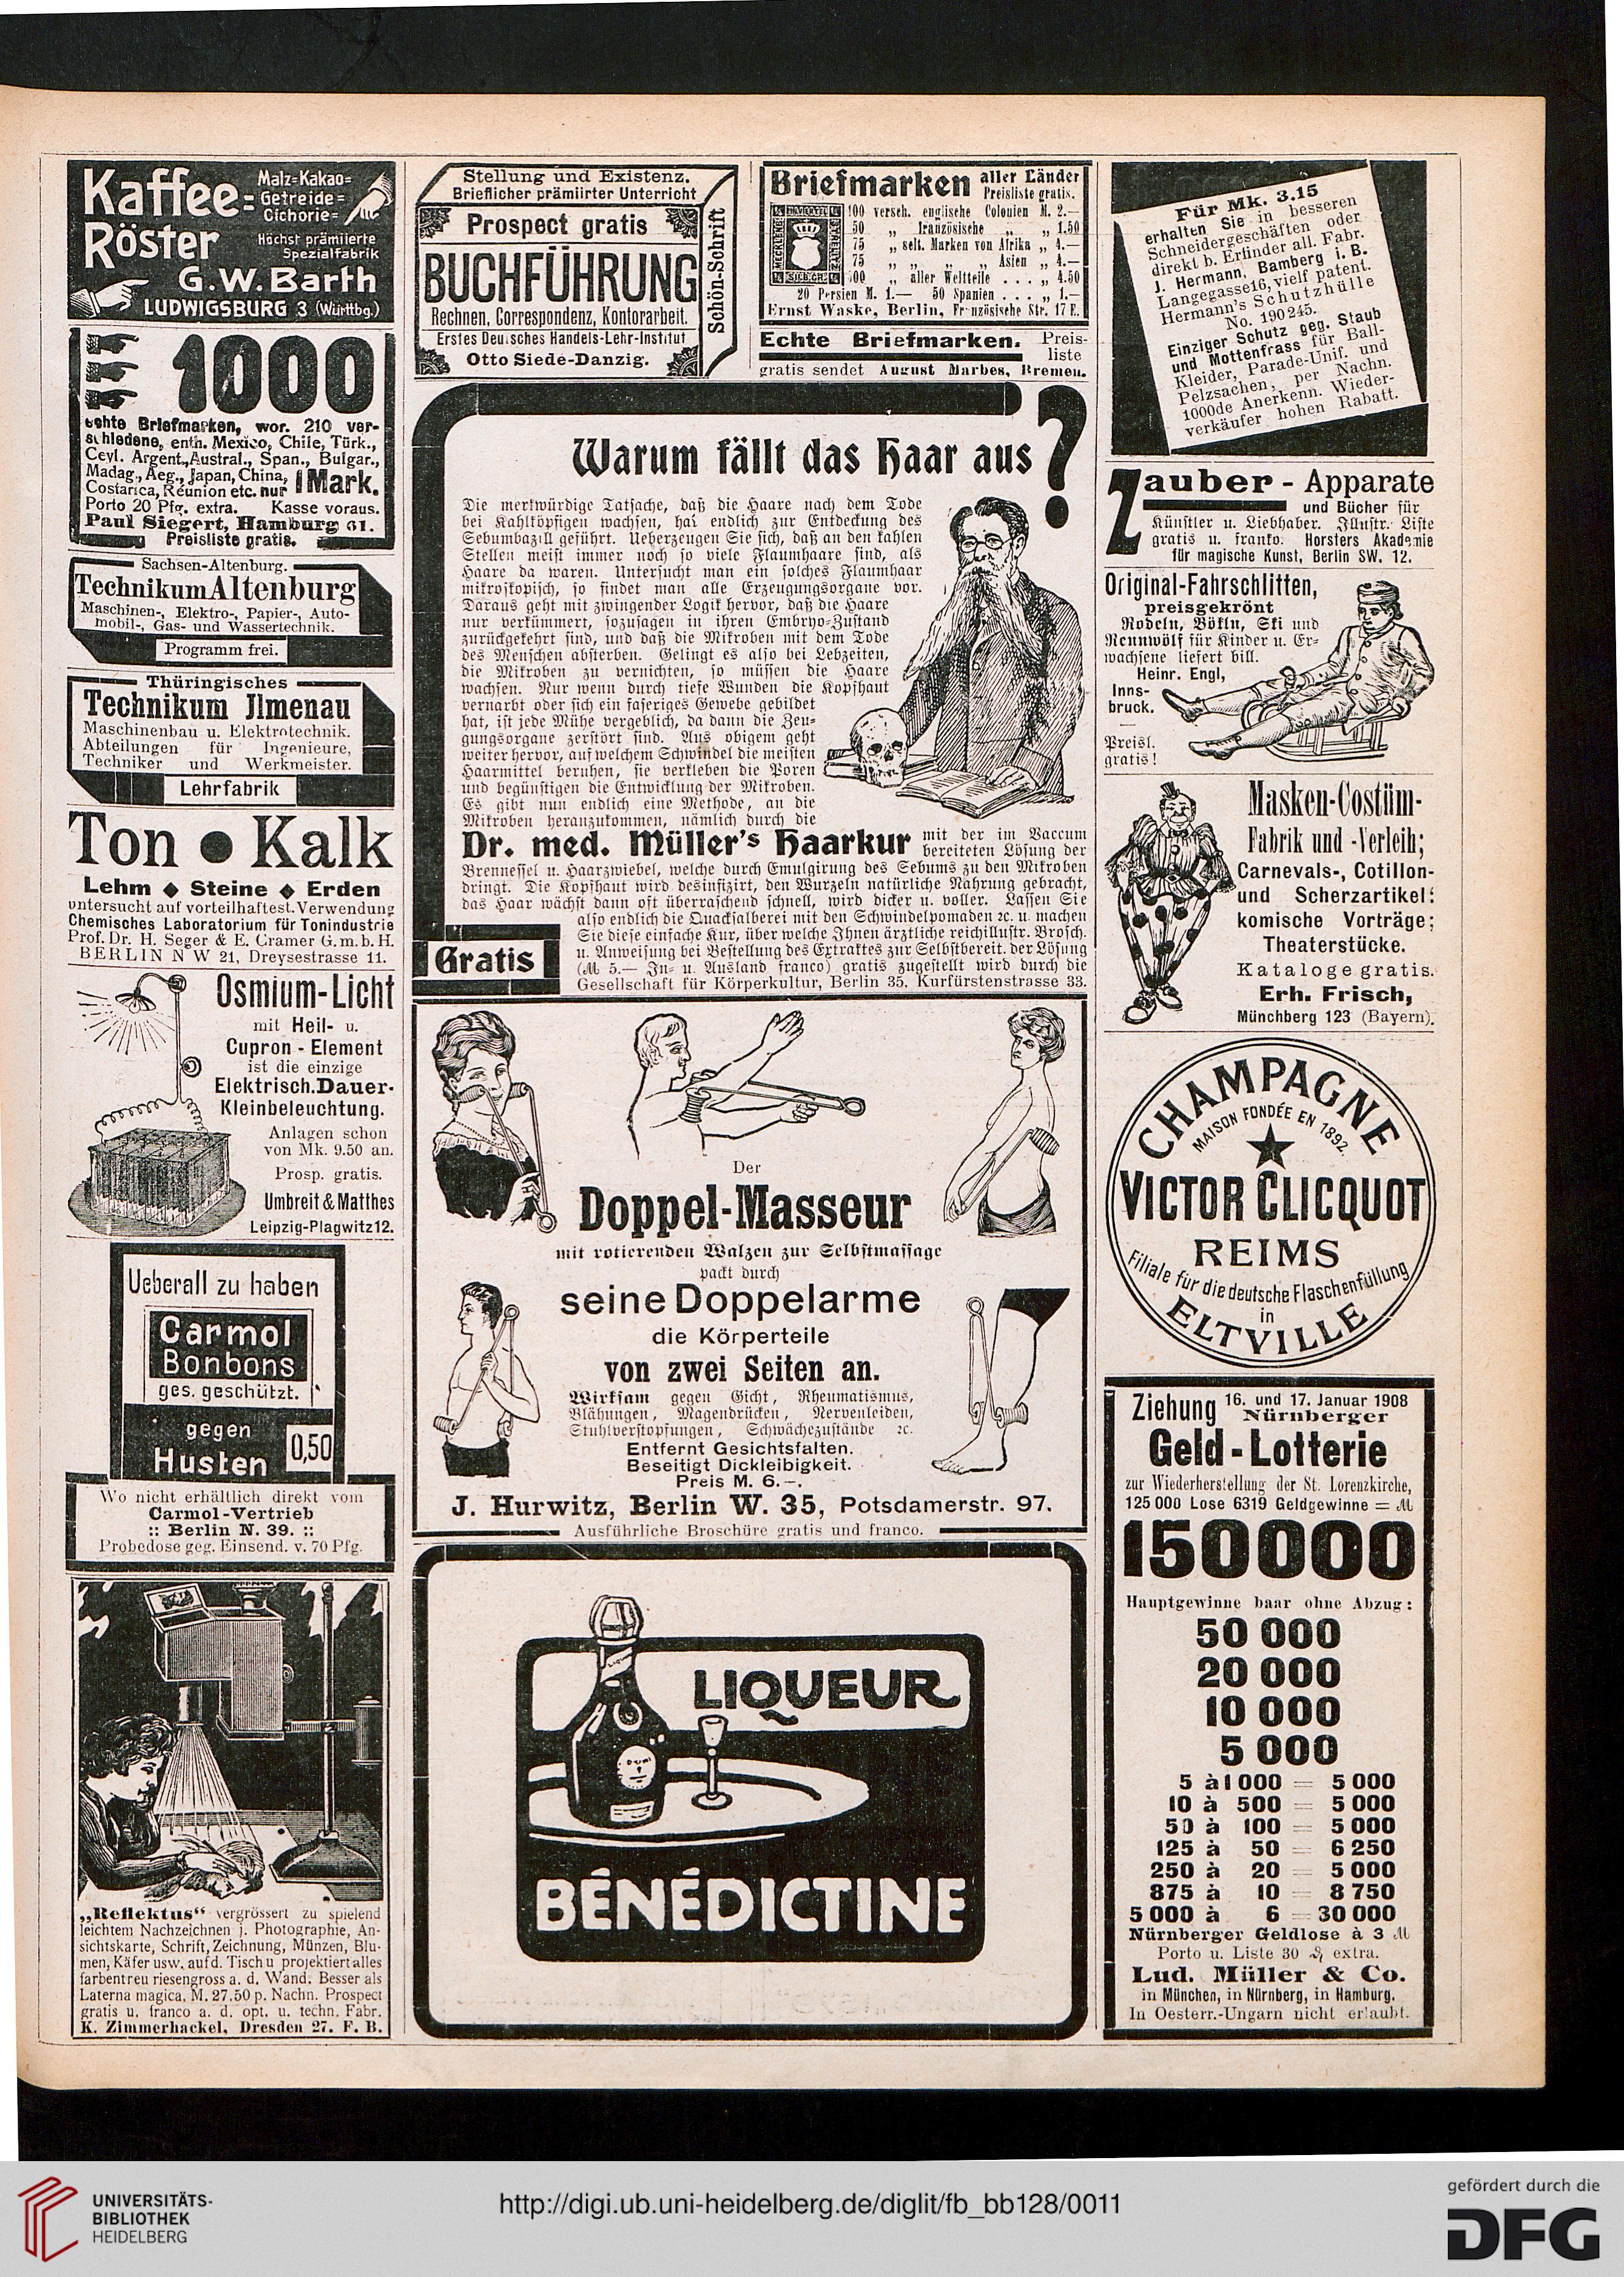 Kaffee=
Malz=Kakao=
Getreide=
Cichorie=
Röster
Höchst prämiierte
Spezialfabrik
G.W. Barth
LUDWIGSBURG 3 (Württbg.)
1000
echte Briefmarken, wor. 210 ver-
schiedene, enth. Mexico, Chile, Türk.,
Ceyl. Argent., Austral., Span., Bulgar.,
Madag., Aeg., Japan, China,
Costarica, Réunion etc. nur 1 Mark.
Porto 20 Pfg. extra. Kasse voraus.
Paul Siegert, Hamburg 61.
Preisliste gratis.
Sachsen-Altenburg.
Technikum Altenburg
Maschinen-, Elektro-, Papier-, Auto-
mobil-, Gas- und Wassertechnik.
Programm frei.
Thüringisches
Technikum Jlmenau
Maschinenbau u. Elektrotechnik.
Abteilungen für Ingenieure,
Techniker und Werkmeister.
Lehrfabrik
Ton ● Kalk
Lehm ◆ Steine ◆ Erden
untersucht auf vorteilhaftest. Verwendung
Chemisches Laboratorium für Tonindustrie
Prof. Dr. H. Seger & E. Cramer G. m. b. H.
BERLIN N W 21, Dreysestrasse 11.
Osmium-Licht
mit Heil- u.
Cupron - Element
ist die einzige
Elektrisch. Dauer-
Kleinbeleuchtung.
Anlagen schon
von Mk. 9.50 an.
Prosp. gratis.
Umbreit & Matthes
Leipzig-Plagwitz 12.
Ueberall zu haben
Carmol
Bonbons
ges. geschützt.
gegen
Husten
0,50
Wo nicht erhältlich direkt vom
Carmol-Vertrieb
:: Berlin N. 39. ::
Probedose geg. Einsend. v. 70 Pfg.
„Reflektus“ vergrössert zu spielend
leichtem Nachzeichnen j. Photographie, An-
sichtskarte, Schrift, Zeichnung, Münzen, Blu-
men, Käfer usw. auf d. Tisch u projektiert alles
farbentreu riesengross a. d. Wand. Besser als
Laterna magica. M. 27.50 p. Nachn. Prospect
gratis u. franco a. d. opt. u. techn. Fabr.
K. Zimmerhackel, Dresden 27. F. B.
Stellung und Existenz.
Brieflicher prämiirter Unterricht
Prospect gratis
BUCHFÜHRUNG
Rechnen, Correspondenz, Kontorarbeit.
Erstes Deutsches Handels-Lehr-Institut
Otto Siede-Danzig.
Schön-Schrift
Briefmarken aller Länder
Preisliste gratis.
100 versch. englische Colonien M. 2.—
50 „ französische „ „ 1.50
75 „ selt. Marken von Afrika „ 4.—
75 „ „ „ „ Asien „ 4.—
500 „ aller Weltteile . . . „ 4.50
20 Persien M. 1.— 50 Spanien . . . „ 1.—
Ernst Waske, Berlin, Französische Str. 17 E.
Echte Briefmarken. Preis-
liste
gratis sendet August Marbes, Bremen.
Warum fällt das Haar aus?
Die merkwürdige Tatsache, daß die Haare nach dem Tode
bei Kahlköpfigen wachsen, hat endlich zur Entdeckung des
Sebumbazill geführt. Ueberzeugen Sie sich, daß an den kahlen
Stellen meist immer noch so viele Flaumhaare sind, als
Haare da waren. Untersucht man ein solches Flaumhaar
mikroskopisch, so findet man alle Erzeugungsorgane vor.
Daraus geht mit zwingender Logik hervor, daß die Haare
nur verkümmert, sozusagen in ihren Embryo-Zustand
zurückgekehrt sind, und daß die Mikroben mit dem Tode
des Menschen absterben. Gelingt es also bei Lebzeiten,
die Mikroben zu vernichten, so müssen die Haare
wachsen. Nur wenn durch tiefe Wunden die Kopfhaut
vernarbt oder sich ein faseriges Gewebe gebildet
hat, ist jede Mühe vergeblich, da dann die Zeu-
gungsorgane zerstört sind. Aus obigem geht
weiter hervor, auf welchem Schwindel die meisten
Haarmittel beruhen, sie verkleben die Poren
und begünstigen die Entwicklung der Mikroben.
Es gibt nun endlich eine Methode, an die
Mikroben heranzukommen, nämlich durch die
Dr. med. Müller's Haarkur mit der im Vaccum
bereiteten Lösung der
Brennessel u. Haarzwiebel, welche durch Emulgirung des Sebums zu den Mikroben
dringt. Die Kopfhaut wird desinfizirt, den Wurzeln natürliche Nahrung gebracht,
das Haar wächst dann oft überraschend schnell, wird dicker u. voller. Lassen Sie
also endlich die Quacksalberei mit den Schwindelpomaden ꝛc. u. machen
Sie diese einfache Kur, über welche Ihnen ärztliche reichillustr. Brosch.
u. Anweisung bei Bestellung des Extraktes zur Selbstbereit. der Lösung
(M 5.— In- u. Ausland franco) gratis zugestellt wird durch die
Gesellschaft für Körperkultur, Berlin 35, Kurfürstenstrasse 33.
Gratis
Der
Doppel-Masseur
mit rotierenden Walzen zur Selbstmassage
packt durch
seine Doppelarme
die Körperteile
von zwei Seiten an.
Wirksam gegen Gicht, Rheumatismus,
Blähungen, Magendrücken, Nervenleiden,
Stuhlverstopfungen, Schwächezustände ꝛc.
Entfernt Gesichtsfalten.
Beseitigt Dickleibigkeit.
Preis M. 6.—.
J. Hurwitz, Berlin W. 35, Potsdamerstr. 97.
Ausführliche Broschüre gratis und franco.
LIQUEUR
BÉNÉDICTINE
Für Mk. 3.15
erhalten Sie in besseren
Schneidergeschäften oder
direkt b. Erfinder all. Fabr.
J. Hermann, Bamberg i. B.
Langegasse 16, vielf patent.
Hermann's Schutzhülle
No. 190245.
Einziger Schutz geg. Staub
und Mottenfrass für Ball-
Kleider, Parade-Unif. und
Pelzsachen, per Nachn.
1000de Anerkenn. Wieder-
verkäufer hohen Rabatt.
Zauber - Apparate
und Bücher für
Künstler u. Liebhaber. Illustr. Liste
gratis u. franko. Horsters Akademie
für magische Kunst, Berlin SW. 12.
Original-Fahrschlitten,
preisgekrönt
Rodeln, Bökln, Ski und
Rennwölf für Kinder u. Er-
wachsene liefert bill.
Heinr. Engl,
Inns-
bruck.
Preisl.
gratis!
Masken-Costüm-
Fabrik und -Verleih;
Carnevals-, Cotillon-
und Scherzartikel;
komische Vorträge;
Theaterstücke.
Kataloge gratis.
Erh. Frisch,
Münchberg 123 (Bayern).
CHAMPAGNE
MAISON FONDÉE EN 1892.
VICTOR CLICQUOT
REIMS
Filiale für die deutsche Flaschenfüllung
in
ELTVILLE
Ziehung 16. und 17. Januar 1908
Nürnberger
Geld - Lotterie
zur Wiederherstellung der St. Lorenzkirche,
125 000 Lose 6319 Geldgewinne = M
150000
Hauptgewinne baar ohne Abzug:
50 000
20 000
10 000
5 000
5 à 1000 = 5 000
10 à 500 = 5 000
50 à 100 = 5 000
125 à 50 = 6 250
250 à 20 = 5 000
875 à 10 = 8 750
5 000 à 6 = 30 000
Nürnberger Geldlose à 3 M
Porto u. Liste 30 ₰ extra.
Lud. Müller & Co.
in München, in Nürnberg, in Hamburg.
In Oesterr.-Ungarn nicht erlaubt.
UNIVERSITÄTS-
BIBLIOTHEK
HEIDELBERG
http://digi.ub.uni-heidelberg.de/diglit/fb_bb128/0011
gefördert durch die
DFG